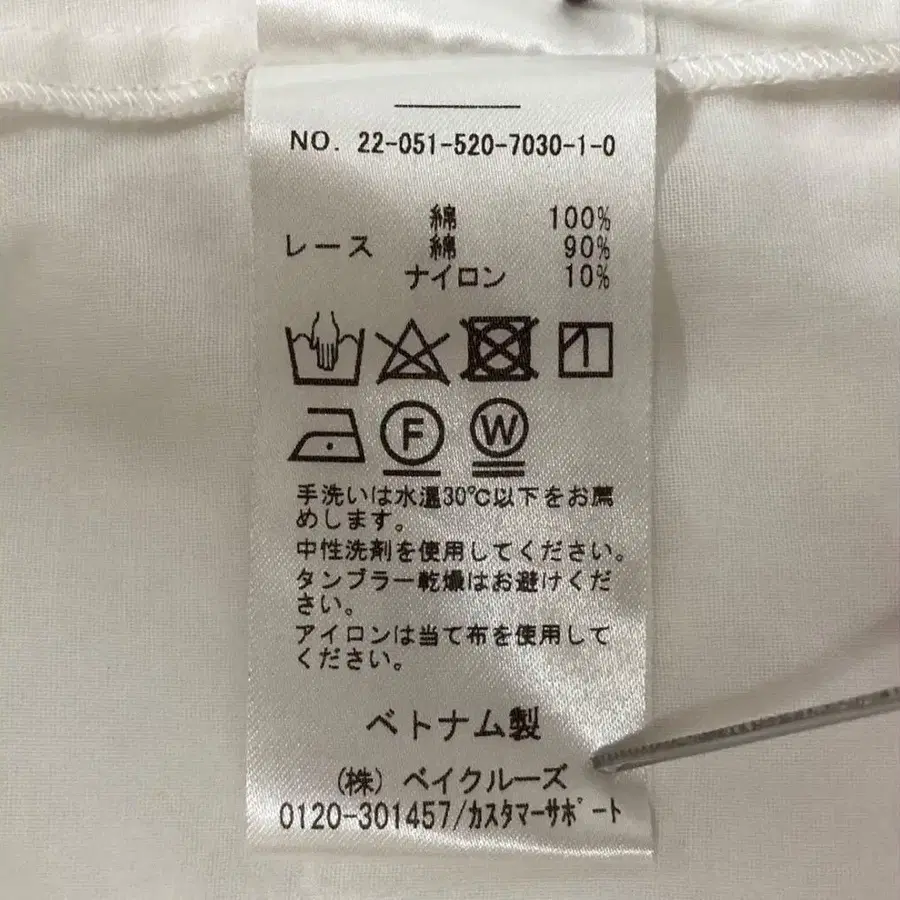 NO. 22-051-520-7030-1-0
綿 100%
レース 綿 90%
ナイロン 10%
F W
手洗いは水温30℃以下をお薦
めします。
中性洗剤を使用してください。
タンブラー乾燥はお避けくだ
さい。
アイロンは当て布を使用して
ください。
ベトナム製
(株) ベイクルーズ
0120-301457/カスタマーサポート